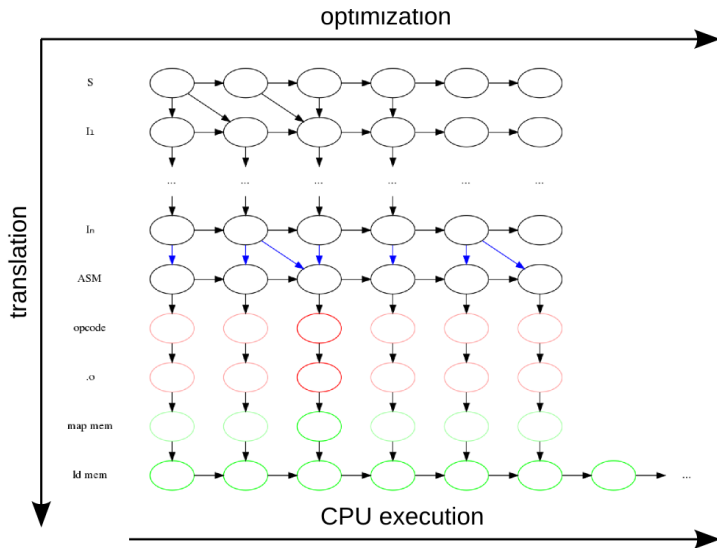 optimization
S
I₁
... ... ... ... ... ...
Iₙ
translation
ASM
opcode
.o
map mem
ld mem
...
CPU execution